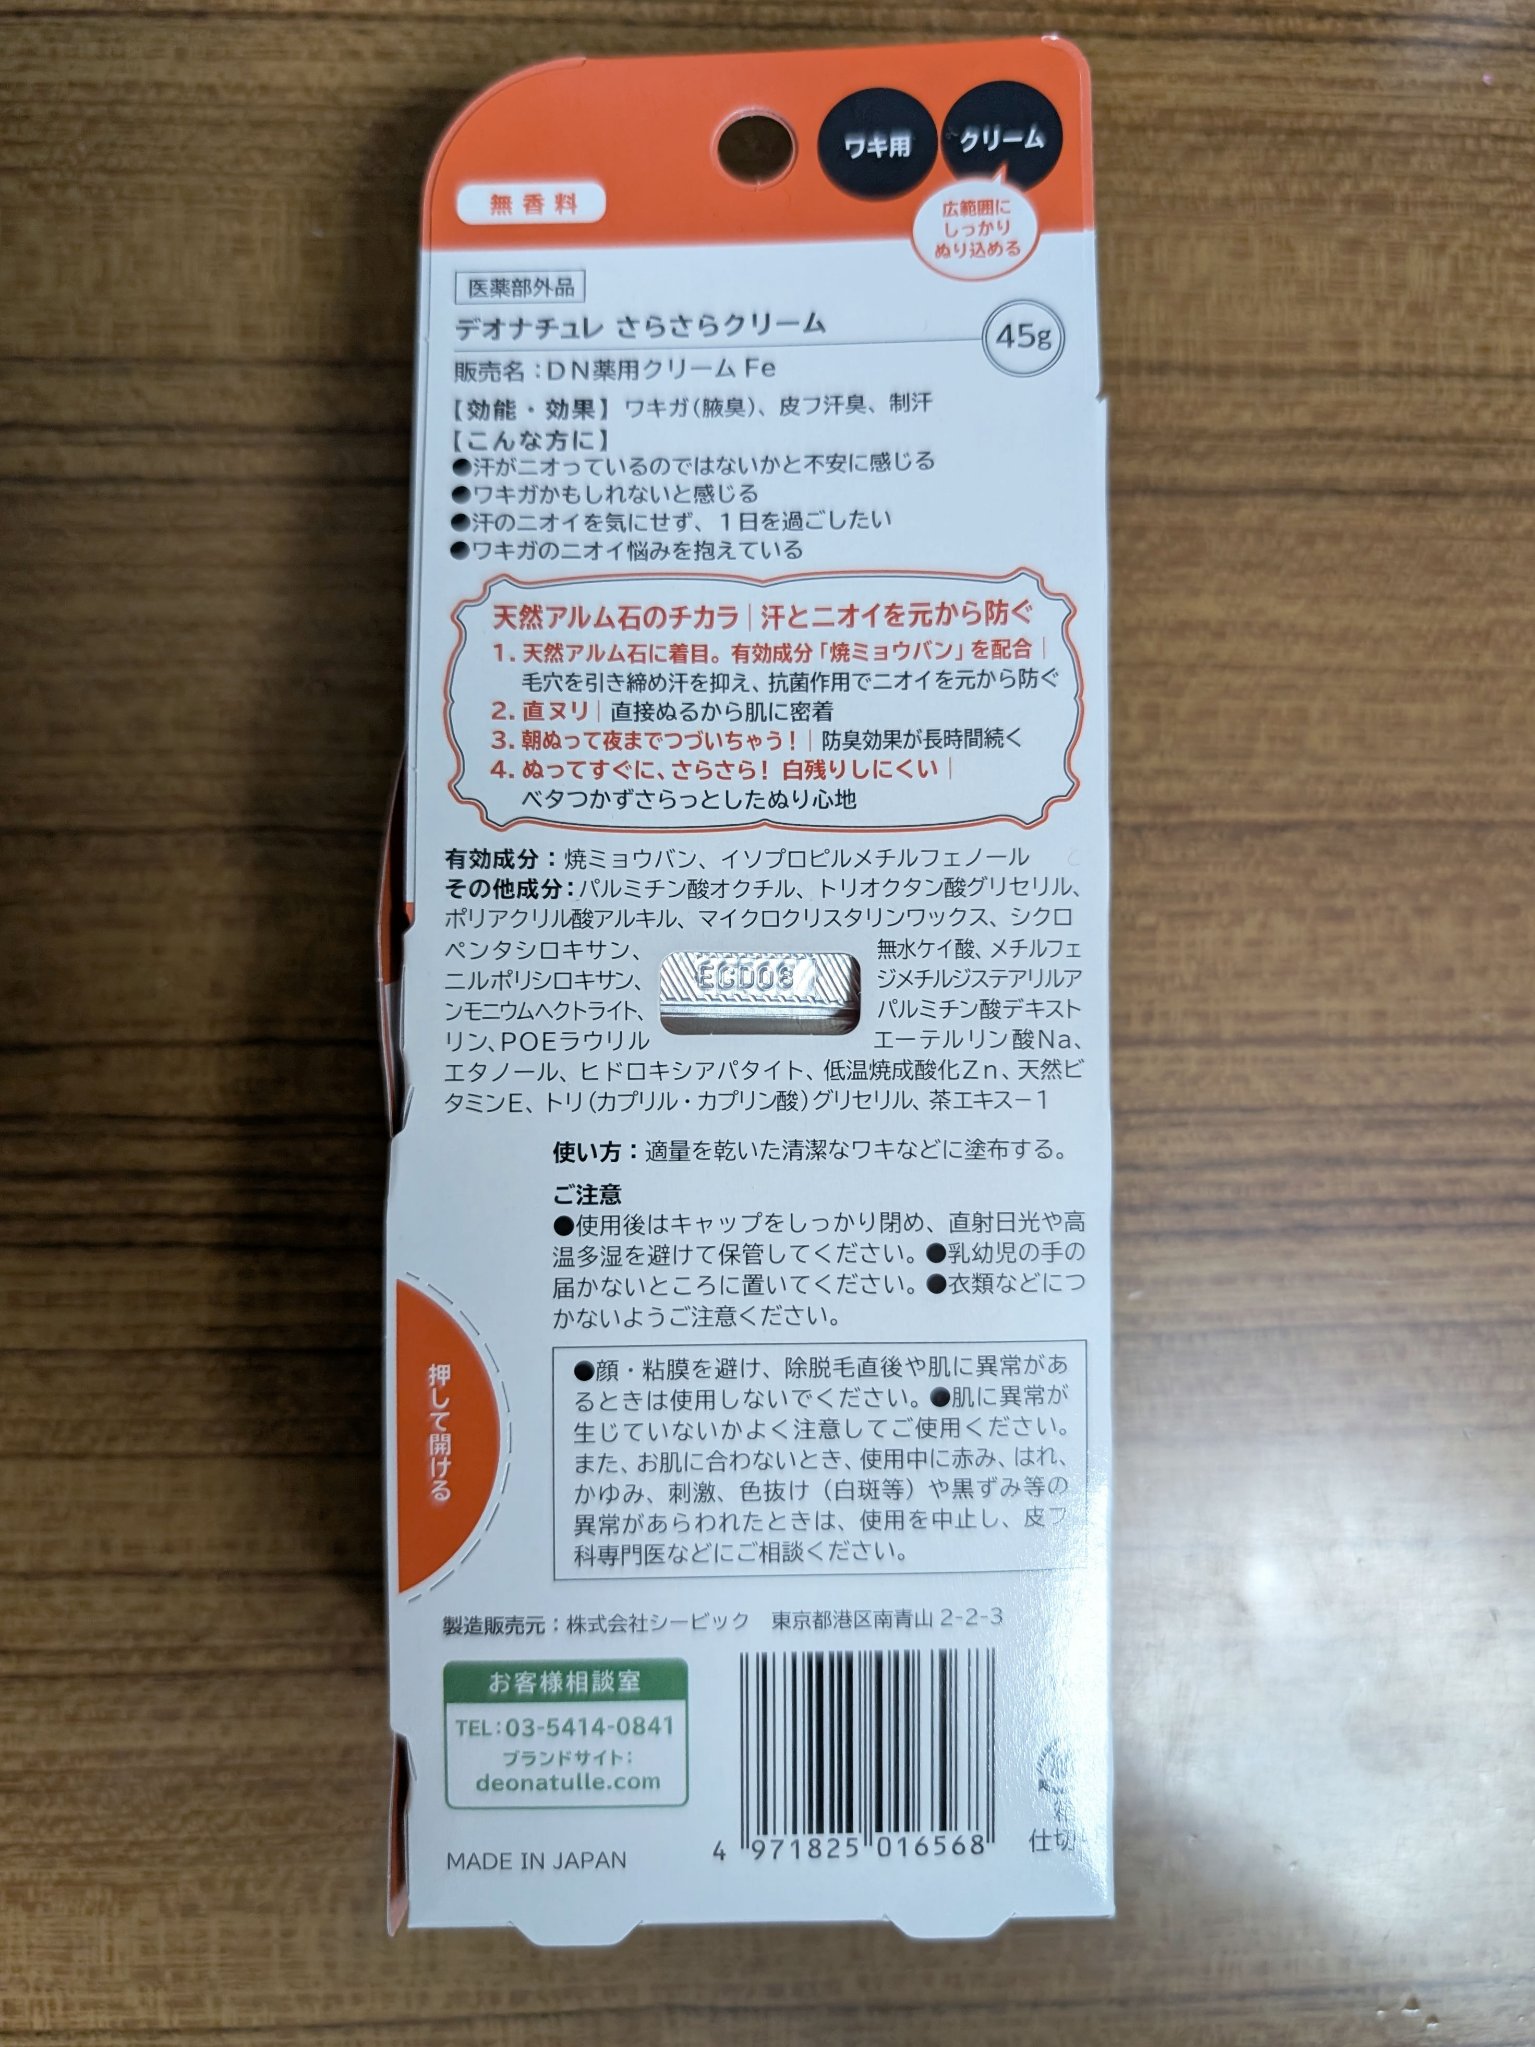 ワキ用
クリーム
無香料
広範囲に
しっかり
ぬり込める
医薬部外品
デオナチュレ さらさらクリーム
45g
販売名：DN薬用クリームFe
【効能・効果】ワキガ(腋臭)、皮フ汗臭、制汗
【こんな方に】
●汗がニオっているのではないかと不安に感じる
●ワキガかもしれないと感じる
●汗のニオイを気にせず、1日を過ごしたい
●ワキガのニオイ悩みを抱えている
天然アルム石のチカラ｜汗とニオイを元から防ぐ
1. 天然アルム石に着目。有効成分「焼ミョウバン」を配合｜
毛穴を引き締め汗を抑え、抗菌作用でニオイを元から防ぐ
2. 直ヌリ｜直接ぬるから肌に密着
3. 朝ぬって夜までつづいちゃう！｜防臭効果が長時間続く
4. ぬってすぐに、さらさら！白残りしにくい｜
ベタつかずさらっとしたぬり心地
有効成分：焼ミョウバン、イソプロピルメチルフェノール
その他成分：パルミチン酸オクチル、トリオクタン酸グリセリル、
ポリアクリル酸アルキル、マイクロクリスタリンワックス、シクロ
ペンタシロキサン、無水ケイ酸、メチルフェ
ニルポリシロキサン、ジメチルジステアリルア
ンモニウムヘクトライト、パルミチン酸デキスト
リン、POEラウリルエーテルリン酸Na、
ECD08
エタノール、ヒドロキシアパタイト、低温焼成酸化Zn、天然ビ
タミンE、トリ(カプリル・カプリン酸)グリセリル、茶エキス－1
使い方：適量を乾いた清潔なワキなどに塗布する。
ご注意
●使用後はキャップをしっかり閉め、直射日光や高
温多湿を避けて保管してください。●乳幼児の手の
届かないところに置いてください。●衣類などにつ
かないようご注意ください。
●顔・粘膜を避け、除脱毛直後や肌に異常があ
るときは使用しないでください。●肌に異常が
生じていないかよく注意してご使用ください。
また、お肌に合わないとき、使用中に赤み、はれ、
かゆみ、刺激、色抜け（白斑等）や黒ずみ等の
異常があらわれたときは、使用を中止し、皮フ
科専門医などにご相談ください。
押して開ける
製造販売元：株式会社シービック 東京都港区南青山2-2-3
お客様相談室
TEL：03-5414-0841
ブランドサイト：
deonatulle.com
MADE IN JAPAN
4 971825 016568
仕切